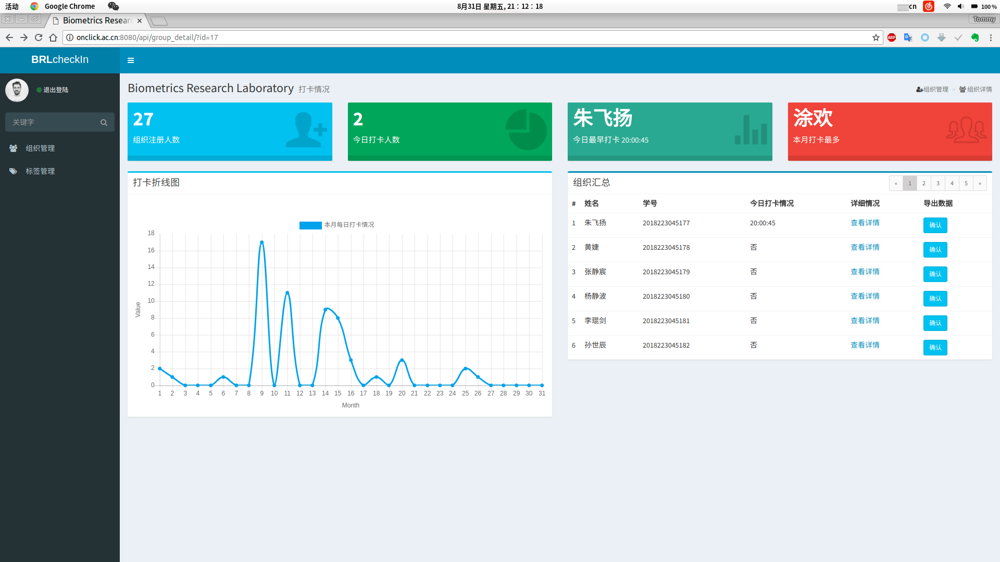 活动 Google Chrome 8月31日 星期五, 21:12:18 cn 100%
Biometrics Resear Tommy
onclick.ac.cn:8080/api/group_detail/?id=17 ABP
BRLcheckIn
退出登陆
关键字
组织管理
标签管理
Biometrics Research Laboratory 打卡情况 组织管理 > 组织详情
27
组织注册人数
2
今日打卡人数
朱飞扬
今日最早打卡 20:00:45
涂欢
本月打卡最多
打卡折线图
本月每日打卡情况
18
16
14
12
10
8
6
4
2
0
Value
1 2 3 4 5 6 7 8 9 10 11 12 13 14 15 16 17 18 19 20 21 22 23 24 25 26 27 28 29 30 31
Month
组织汇总 « 1 2 3 4 5 »
# 姓名 学号 今日打卡情况 详细情况 导出数据
1 朱飞扬 2018223045177 20:00:45 查看详情 确认
2 黄婕 2018223045178 否 查看详情 确认
3 张静宸 2018223045179 否 查看详情 确认
4 杨静波 2018223045180 否 查看详情 确认
5 李琨剑 2018223045181 否 查看详情 确认
6 孙世辰 2018223045182 否 查看详情 确认